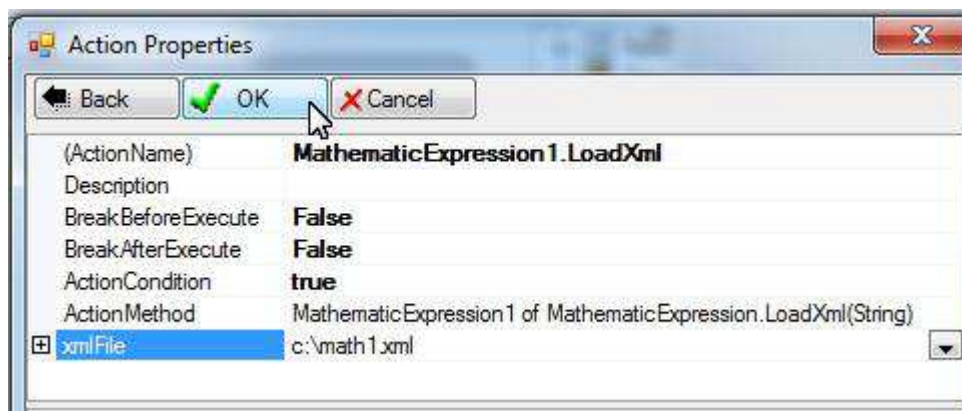 Action Properties
Back OK Cancel
(ActionName) MathematicExpression1.LoadXml
Description
BreakBeforeExecute False
BreakAfterExecute False
ActionCondition true
ActionMethod MathematicExpression1 of MathematicExpression.LoadXml(String)
xmlFile c:\math1.xml